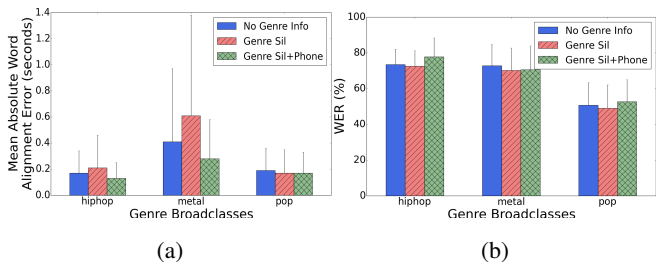 Mean Absolute Word
Alignment Error (seconds)
1.4
1.2
1.0
0.8
0.6
0.4
0.2
0.0
No Genre Info
Genre Sil
Genre Sil+Phone
hiphop metal pop
Genre Broadclasses
(a)
WER (%)
100
80
60
40
20
0
No Genre Info
Genre Sil
Genre Sil+Phone
hiphop metal pop
Genre Broadclasses
(b)